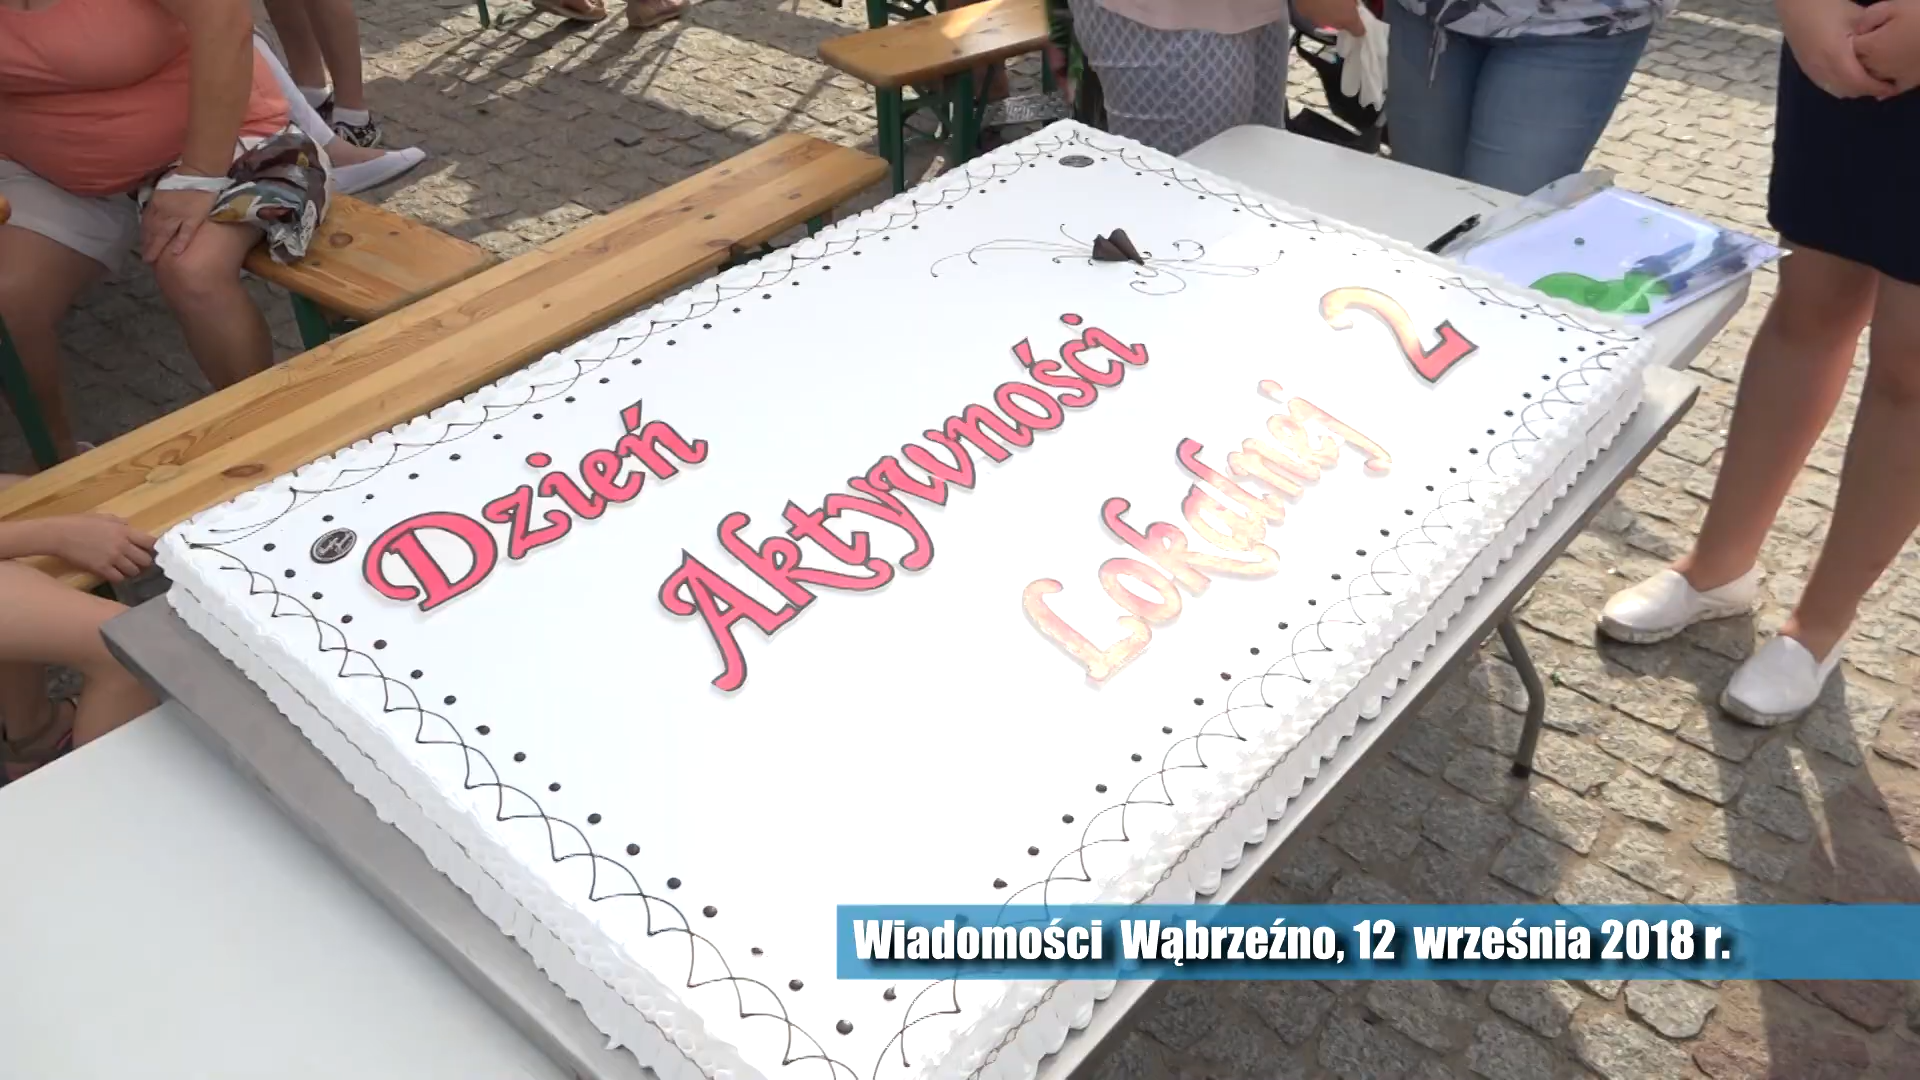 Dzień
Aktywności
Lokalnej 2
Wiadomości Wąbrzeźno, 12 września 2018 r.